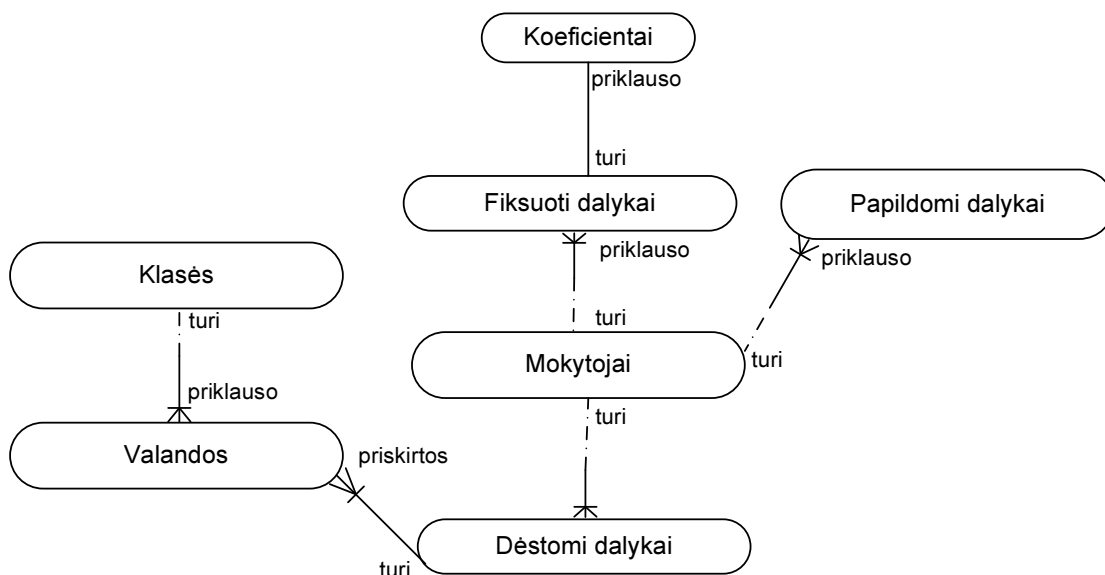 Koeficientai
priklauso
turi
Fiksuoti dalykai
Papildomi dalykai
priklauso
priklauso
Klasės
turi
turi
Mokytojai
turi
priklauso
turi
Valandos
priskirtos
Dėstomi dalykai
turi